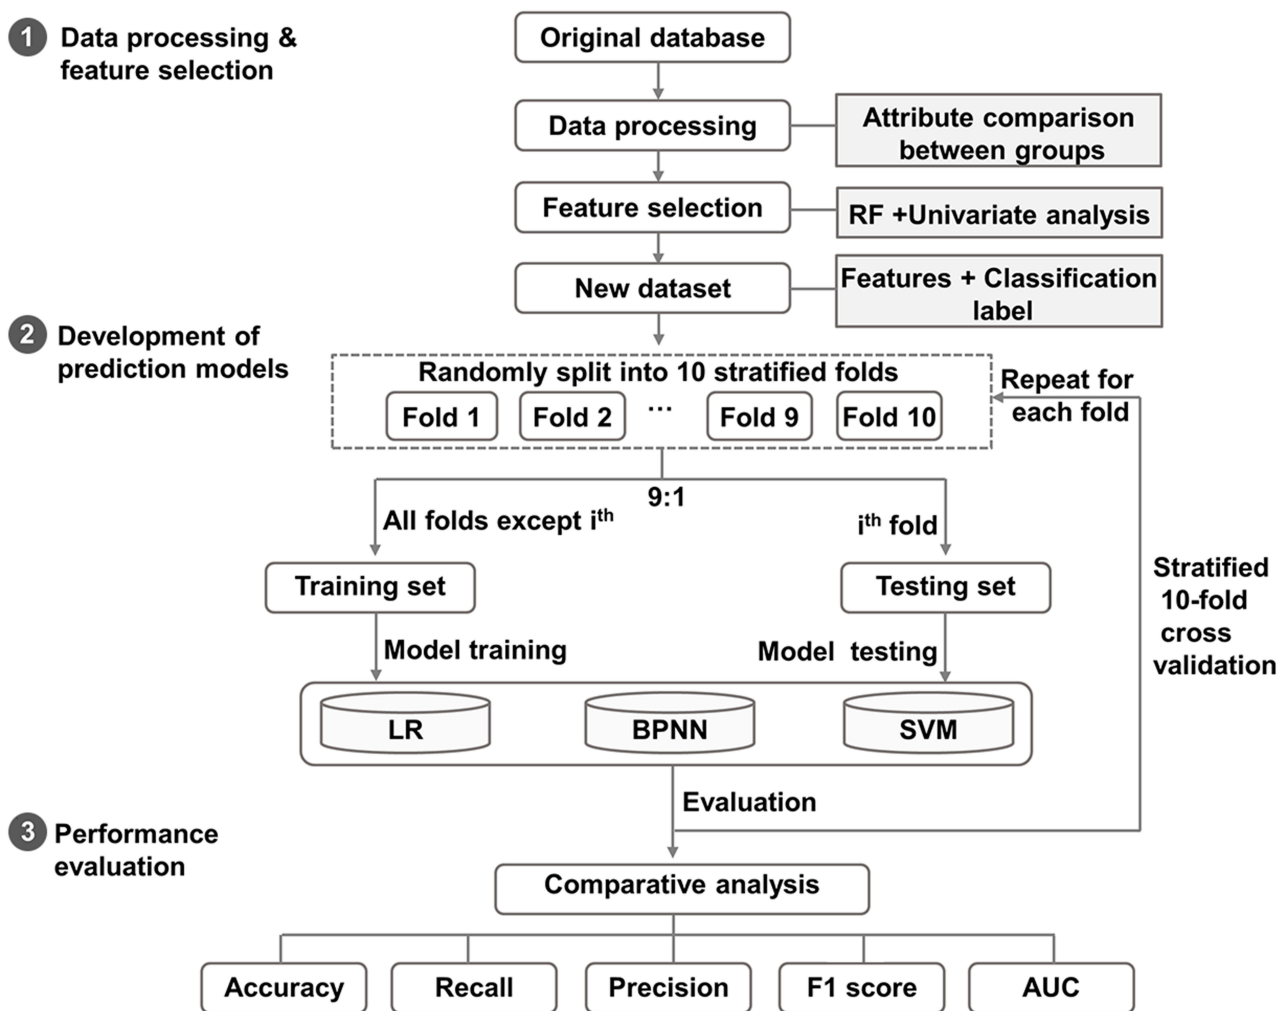 1 Data processing &
feature selection
Original database
Data processing
Attribute comparison
between groups
Feature selection
RF +Univariate analysis
New dataset
Features + Classification
label
2 Development of
prediction models
Randomly split into 10 stratified folds
Fold 1 Fold 2 ... Fold 9 Fold 10
Repeat for
each fold
9:1
All folds except ith
ith fold
Training set
Testing set
Stratified
10-fold
cross
validation
Model training
Model testing
LR BPNN SVM
Evaluation
3 Performance
evaluation
Comparative analysis
Accuracy Recall Precision F1 score AUC